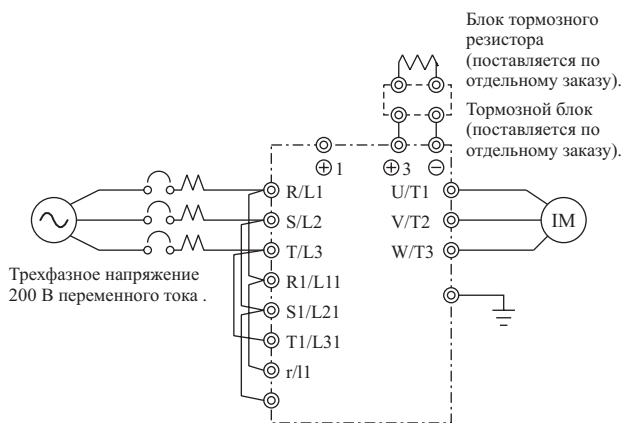 Блок тормозного
резистора
(поставляется по
отдельному заказу).
Тормозной блок
(поставляется по
отдельному заказу).
⊕1 ⊕3 ⊖
R/L1 U/T1
S/L2 V/T2 IM
T/L3 W/T3
Трехфазное напряжение
200 В переменного тока .
R1/L11
S1/L21
T1/L31
r/l1